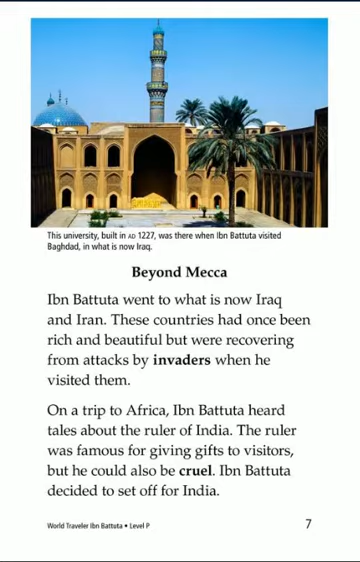 This university, built in AD 1227, was there when Ibn Battuta visited
Baghdad, in what is now Iraq.
Beyond Mecca
Ibn Battuta went to what is now Iraq
and Iran. These countries had once been
rich and beautiful but were recovering
from attacks by invaders when he
visited them.
On a trip to Africa, Ibn Battuta heard
tales about the ruler of India. The ruler
was famous for giving gifts to visitors,
but he could also be cruel. Ibn Battuta
decided to set off for India.
World Traveler Ibn Battuta • Level P
7